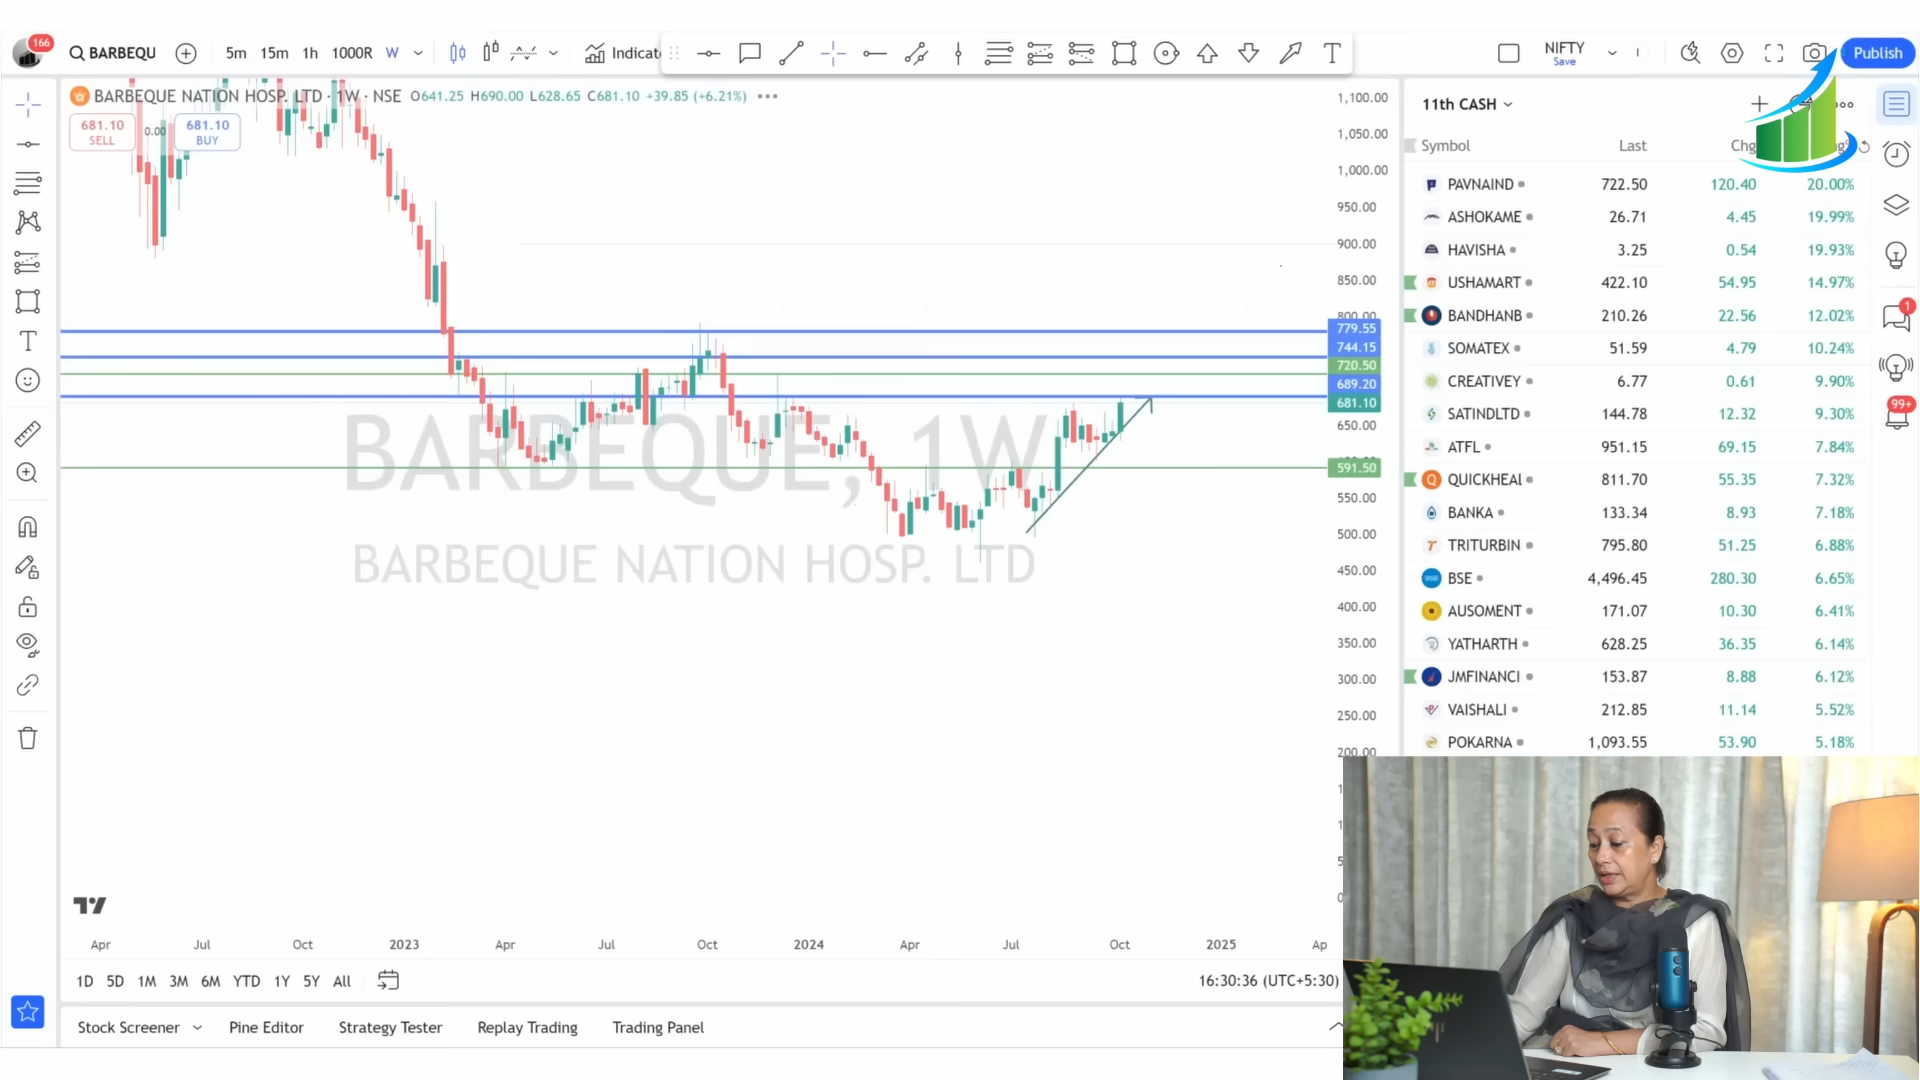 166
BARBEQU
5m 15m 1h 1000R W
Indicat
NIFTY
Save
Publish
BARBEQUE NATION HOSP. LTD · 1W · NSE O641.25 H690.00 L628.65 C681.10 +39.85 (+6.21%)
681.10
SELL
0.00
681.10
BUY
1,100.00
1,050.00
1,000.00
950.00
900.00
850.00
800.00
779.55
744.15
720.50
689.20
681.10
650.00
591.50
550.00
500.00
450.00
400.00
350.00
300.00
250.00
200.00
BARBEQUE, 1W
BARBEQUE NATION HOSP. LTD
Apr Jul Oct 2023 Apr Jul Oct 2024 Apr Jul Oct 2025 Ap
1D 5D 1M 3M 6M YTD 1Y 5Y All
16:30:36 (UTC+5:30)
Stock Screener Pine Editor Strategy Tester Replay Trading Trading Panel
11th CASH
Symbol Last Chg
PAVNAIND 722.50 120.40 20.00%
ASHOKAME 26.71 4.45 19.99%
HAVISHA 3.25 0.54 19.93%
USHAMART 422.10 54.95 14.97%
BANDHANB 210.26 22.56 12.02%
SOMATEX 51.59 4.79 10.24%
CREATIVEY 6.77 0.61 9.90%
SATINDLTD 144.78 12.32 9.30%
ATFL 951.15 69.15 7.84%
QUICKHEAL 811.70 55.35 7.32%
BANKA 133.34 8.93 7.18%
TRITURBIN 795.80 51.25 6.88%
BSE 4,496.45 280.30 6.65%
AUSOMENT 171.07 10.30 6.41%
YATHARTH 628.25 36.35 6.14%
JMFINANCI 153.87 8.88 6.12%
VAISHALI 212.85 11.14 5.52%
POKARNA 1,093.55 53.90 5.18%
1
99+